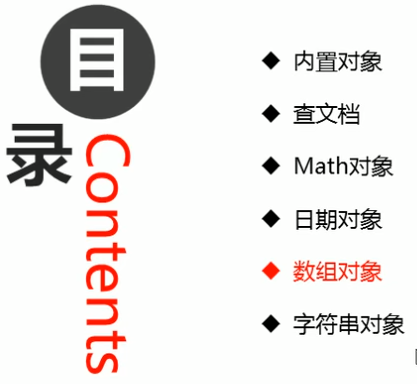 目录
Contents
◆ 内置对象
◆ 查文档
◆ Math对象
◆ 日期对象
◆ 数组对象
◆ 字符串对象